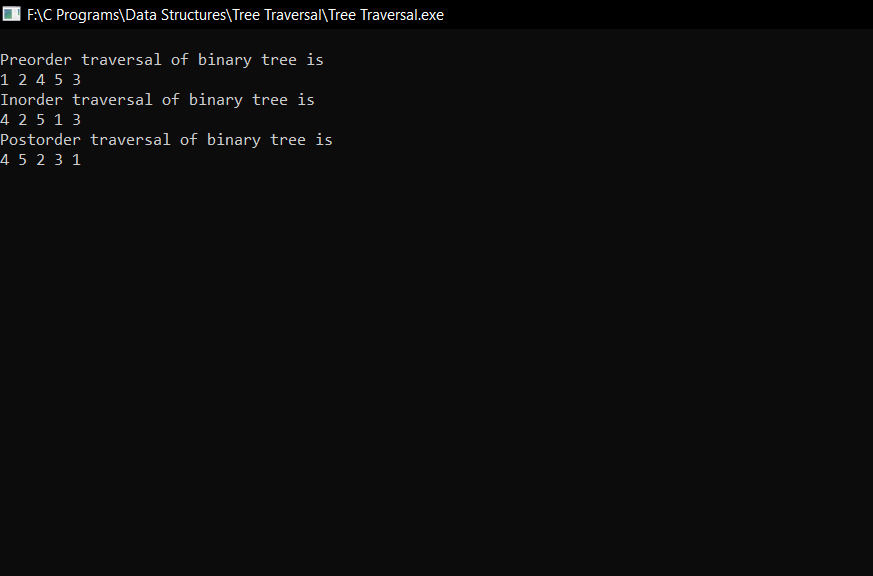 F:\C Programs\Data Structures\Tree Traversal\Tree Traversal.exe
Preorder traversal of binary tree is
1 2 4 5 3
Inorder traversal of binary tree is
4 2 5 1 3
Postorder traversal of binary tree is
4 5 2 3 1